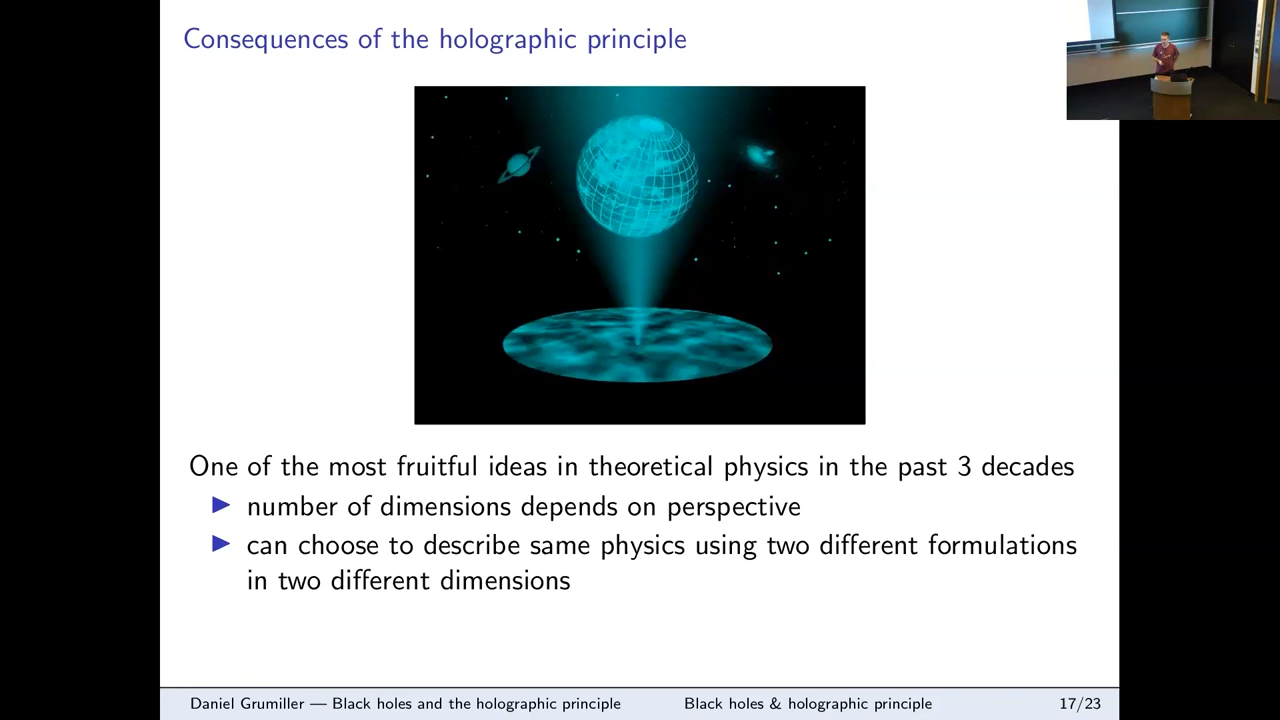 Consequences of the holographic principle
One of the most fruitful ideas in theoretical physics in the past 3 decades
▶ number of dimensions depends on perspective
▶ can choose to describe same physics using two different formulations
in two different dimensions
Daniel Grumiller — Black holes and the holographic principle
Black holes & holographic principle
17/23